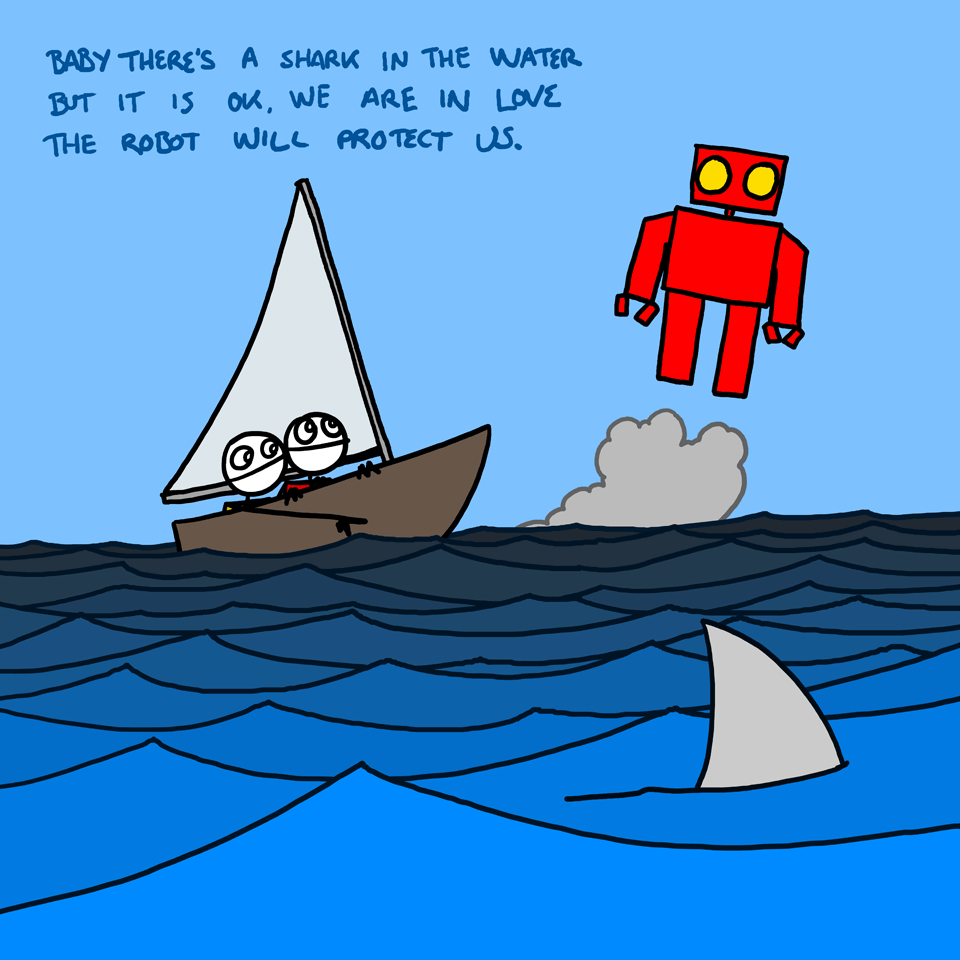 BABY THERE'S A SHARK IN THE WATER
BUT IT IS OK, WE ARE IN LOVE
THE ROBOT WILL PROTECT US.